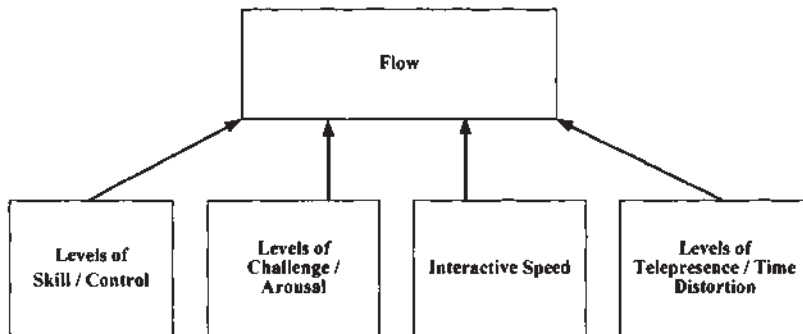 Flow
Levels of
Skill / Control
Levels of
Challenge /
Arousal
Interactive Speed
Levels of
Telepresence / Time
Distortion